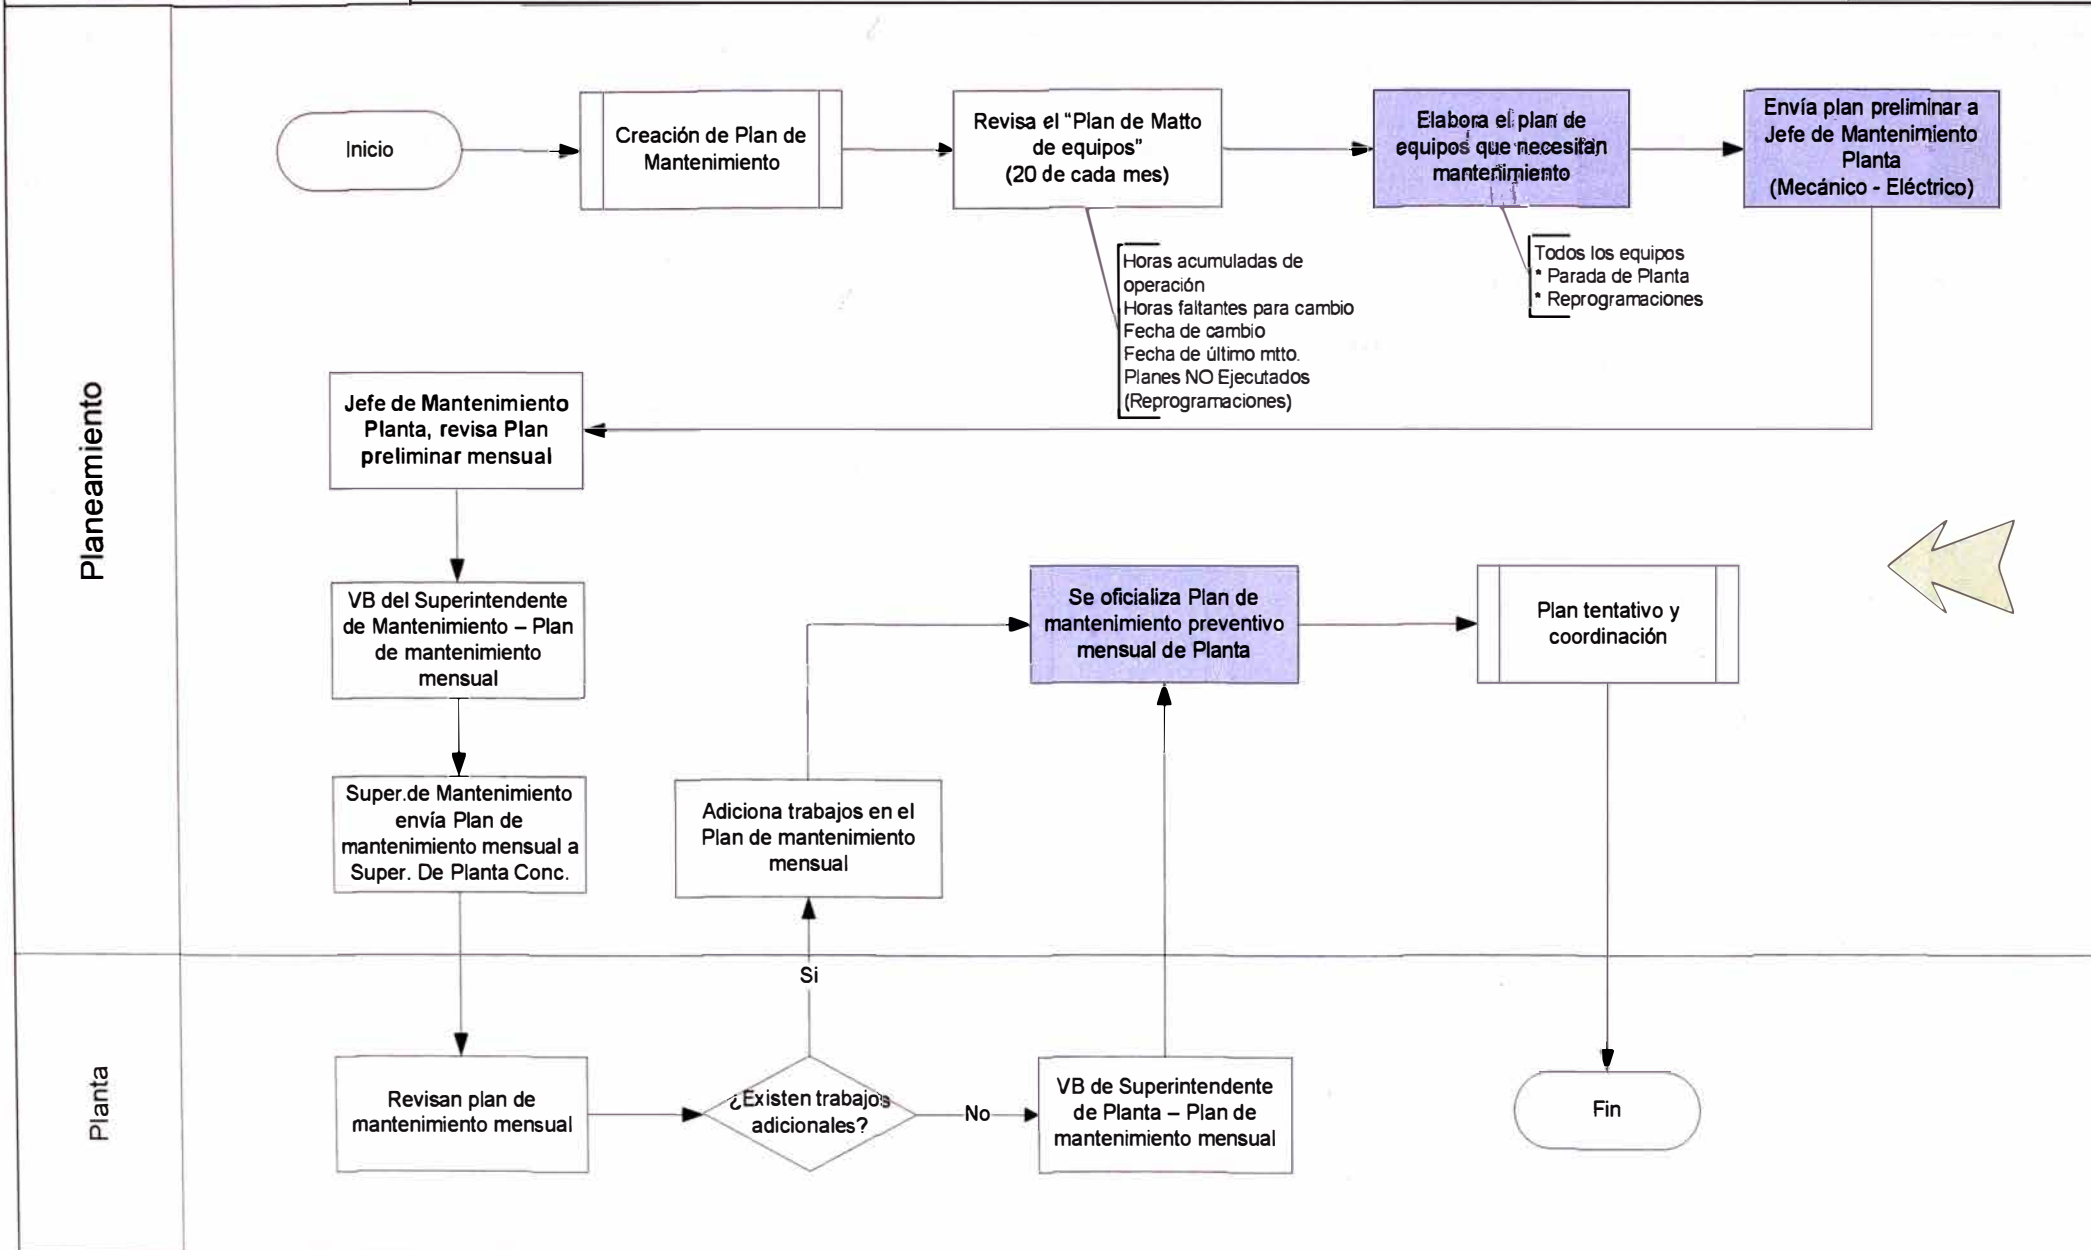 Planeamiento
Inicio
Creación de Plan de
Mantenimiento
Revisa el “Plan de Matto
de equipos”
(20 de cada mes)
Elabora el plan de
equipos que necesitan
mantenimiento
Envía plan preliminar a
Jefe de Mantenimiento
Planta
(Mecánico - Eléctrico)
Horas acumuladas de
operación
Horas faltantes para cambio
Fecha de cambio
Fecha de último mtto.
Planes NO Ejecutados
(Reprogramaciones)
Todos los equipos
* Parada de Planta
* Reprogramaciones
Jefe de Mantenimiento
Planta, revisa Plan
preliminar mensual
VB del Superintendente
de Mantenimiento – Plan
de mantenimiento
mensual
Super.de Mantenimiento
envía Plan de
mantenimiento mensual a
Super. De Planta Conc.
Adiciona trabajos en el
Plan de mantenimiento
mensual
Se oficializa Plan de
mantenimiento preventivo
mensual de Planta
Plan tentativo y
coordinación
Planta
Revisan plan de
mantenimiento mensual
¿Existen trabajos
adicionales?
Si
No
VB de Superintendente
de Planta – Plan de
mantenimiento mensual
Fin